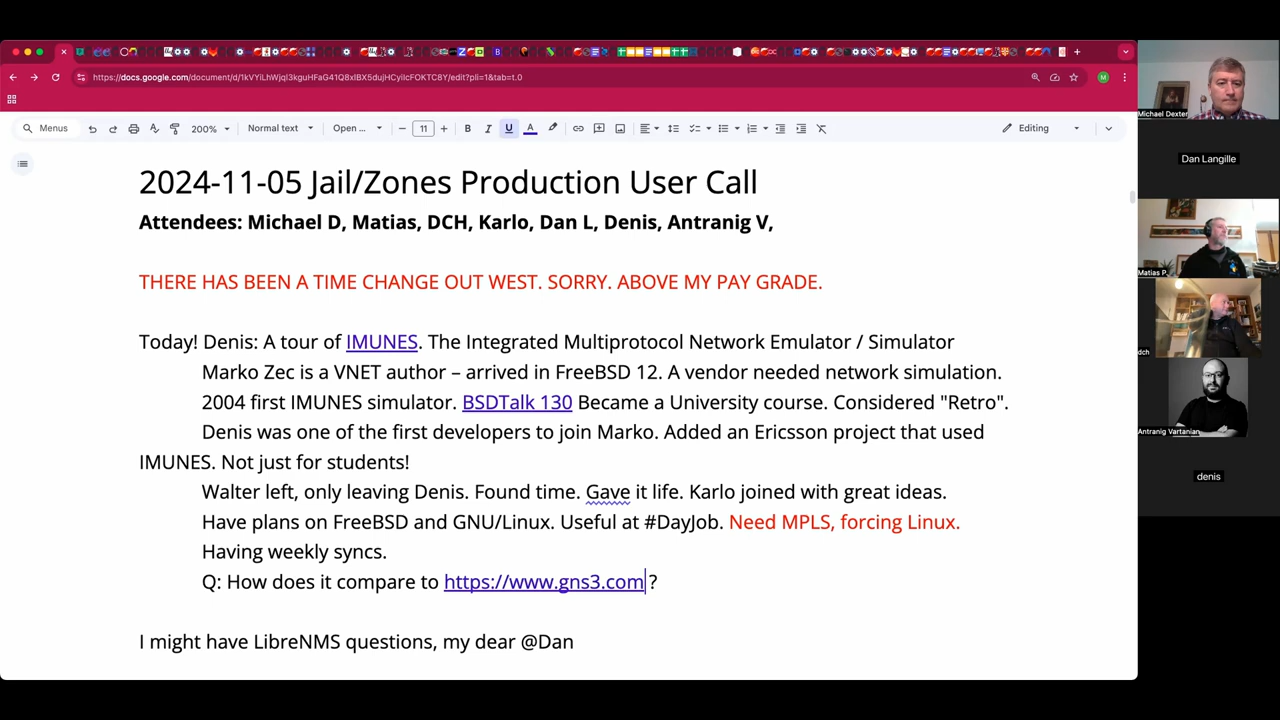 https://docs.google.com/document/d/1kVYiLhWjqI3kguHFaG41Q8xlBX5dujHCyiIcFOKTC8Y/edit?pli=1&tab=t.0
M
Menus
200%
Normal text
Open ...
11
B I U A
Editing
2024-11-05 Jail/Zones Production User Call
Attendees: Michael D, Matias, DCH, Karlo, Dan L, Denis, Antranig V,
THERE HAS BEEN A TIME CHANGE OUT WEST. SORRY. ABOVE MY PAY GRADE.
Today! Denis: A tour of IMUNES. The Integrated Multiprotocol Network Emulator / Simulator
Marko Zec is a VNET author – arrived in FreeBSD 12. A vendor needed network simulation.
2004 first IMUNES simulator. BSDTalk 130 Became a University course. Considered "Retro".
Denis was one of the first developers to join Marko. Added an Ericsson project that used
IMUNES. Not just for students!
Walter left, only leaving Denis. Found time. Gave it life. Karlo joined with great ideas.
Have plans on FreeBSD and GNU/Linux. Useful at #DayJob. Need MPLS, forcing Linux.
Having weekly syncs.
Q: How does it compare to https://www.gns3.com ?
I might have LibreNMS questions, my dear @Dan
Michael Dexter
Dan Langille
Matias P.
dch
Antranig Vartanian
denis